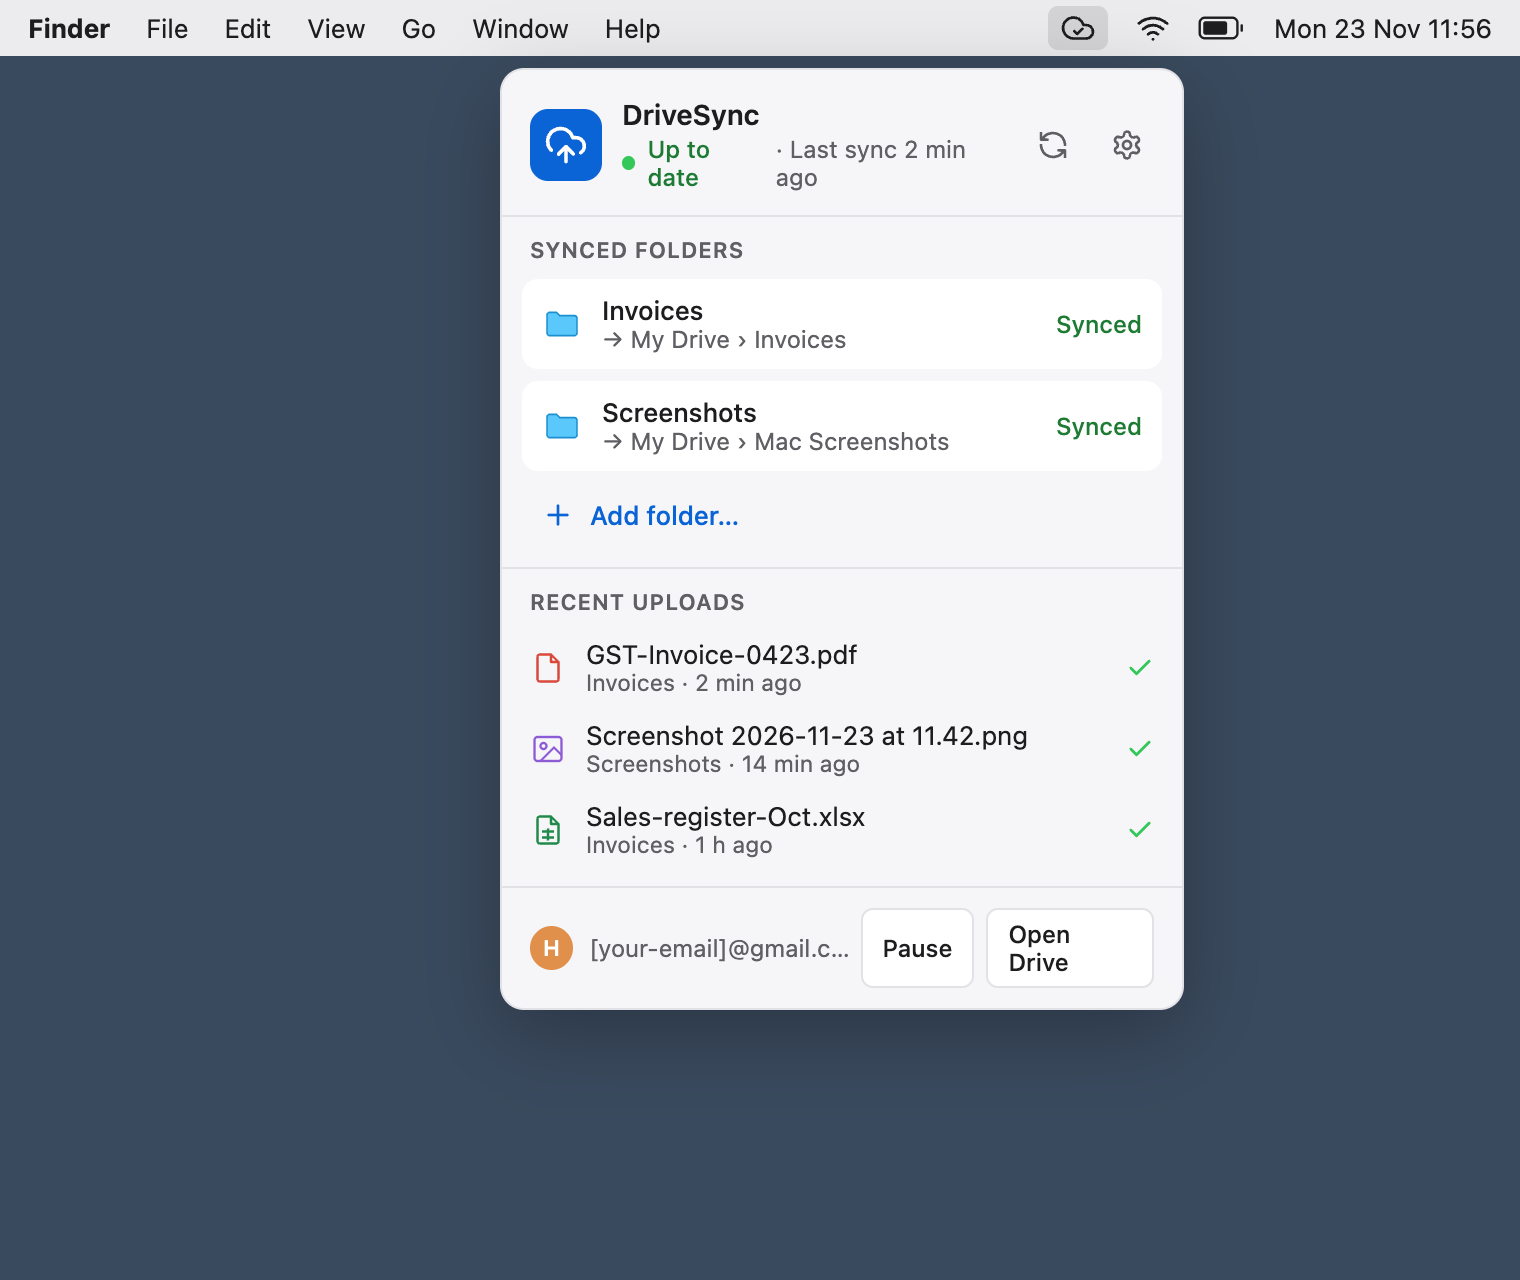 Finder File Edit View Go Window Help Mon 23 Nov 11:56
DriveSync
Up to date · Last sync 2 min ago
SYNCED FOLDERS
Invoices
→ My Drive › Invoices
Synced
Screenshots
→ My Drive › Mac Screenshots
Synced
+ Add folder...
RECENT UPLOADS
GST-Invoice-0423.pdf
Invoices · 2 min ago
Screenshot 2026-11-23 at 11.42.png
Screenshots · 14 min ago
Sales-register-Oct.xlsx
Invoices · 1 h ago
H [your-email]@gmail.c... Pause Open Drive